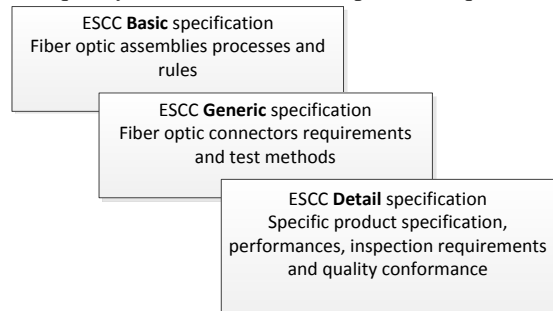 ESCC Basic specification
Fiber optic assemblies processes and
rules
ESCC Generic specification
Fiber optic connectors requirements
and test methods
ESCC Detail specification
Specific product specification,
performances, inspection requirements
and quality conformance